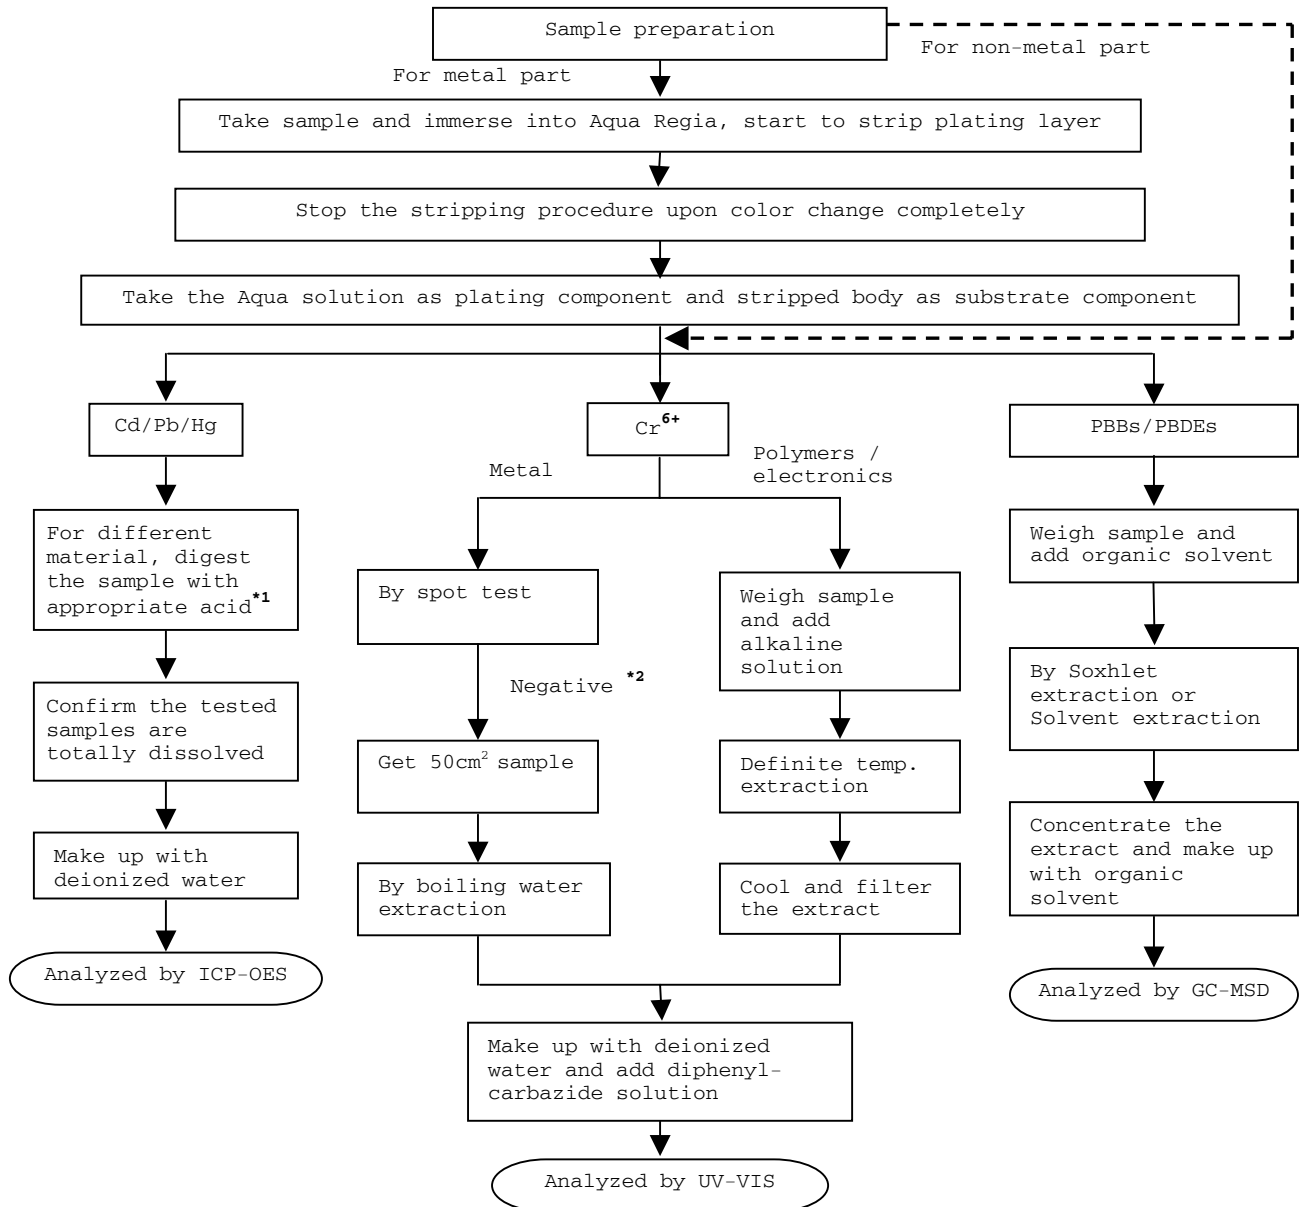 Sample preparation
For non-metal part
For metal part
Take sample and immerse into Aqua Regia, start to strip plating layer
Stop the stripping procedure upon color change completely
Take the Aqua solution as plating component and stripped body as substrate component
Cd/Pb/Hg
For different
material, digest
the sample with
appropriate acid*1
Confirm the tested
samples are
totally dissolved
Make up with
deionized water
Analyzed by ICP-OES
Cr6+
Metal
By spot test
Negative *2
Get 50cm2 sample
By boiling water
extraction
Polymers /
electronics
Weigh sample
and add
alkaline
solution
Definite temp.
extraction
Cool and filter
the extract
Make up with deionized
water and add diphenyl-
carbazide solution
Analyzed by UV-VIS
PBBs/PBDEs
Weigh sample and
add organic solvent
By Soxhlet
extraction or
Solvent extraction
Concentrate the
extract and make up
with organic
solvent
Analyzed by GC-MSD